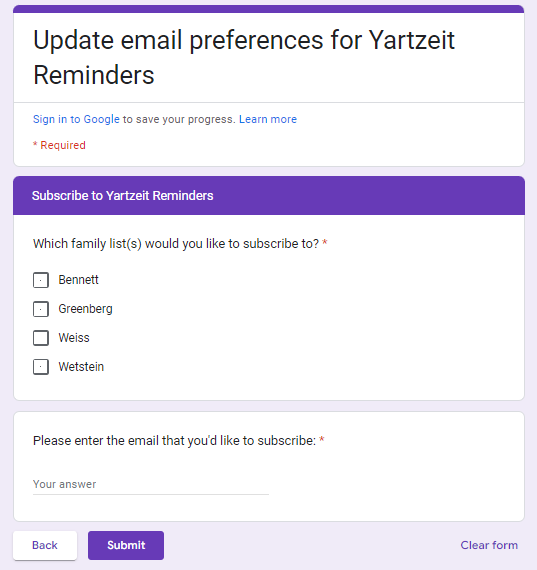 Update email preferences for Yartzeit
Reminders
Sign in to Google to save your progress. Learn more
* Required
Subscribe to Yartzeit Reminders
Which family list(s) would you like to subscribe to? *
Bennett
Greenberg
Weiss
Wetstein
Please enter the email that you'd like to subscribe: *
Your answer
Back Submit Clear form